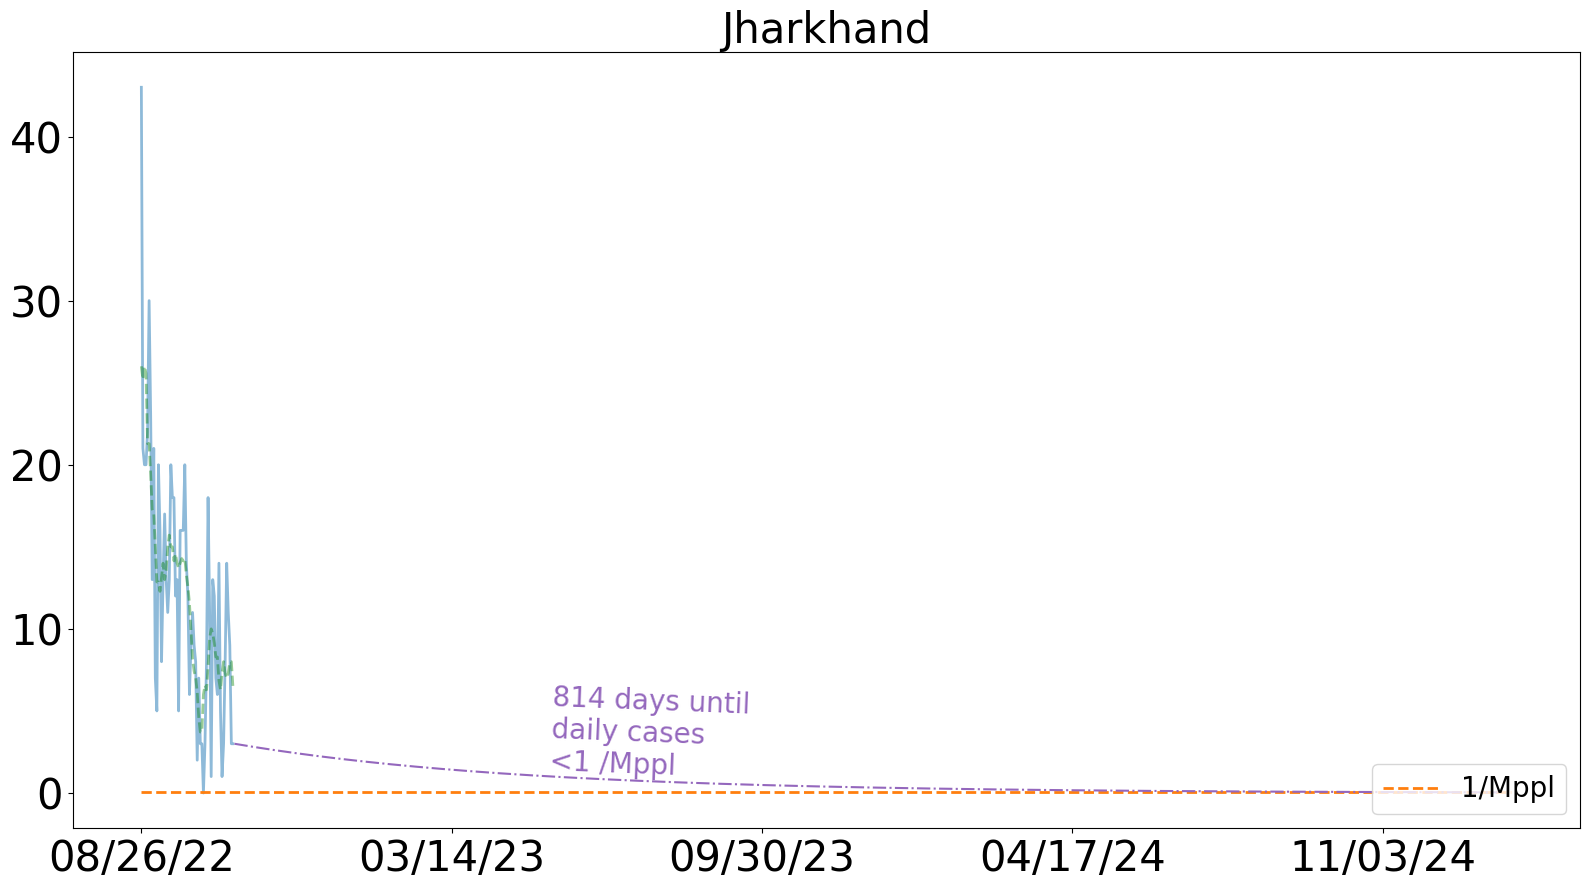 Jharkhand
40
30
20
10
0
814 days until
daily cases
<1 /Mppl
1/Mppl
08/26/22
03/14/23
09/30/23
04/17/24
11/03/24